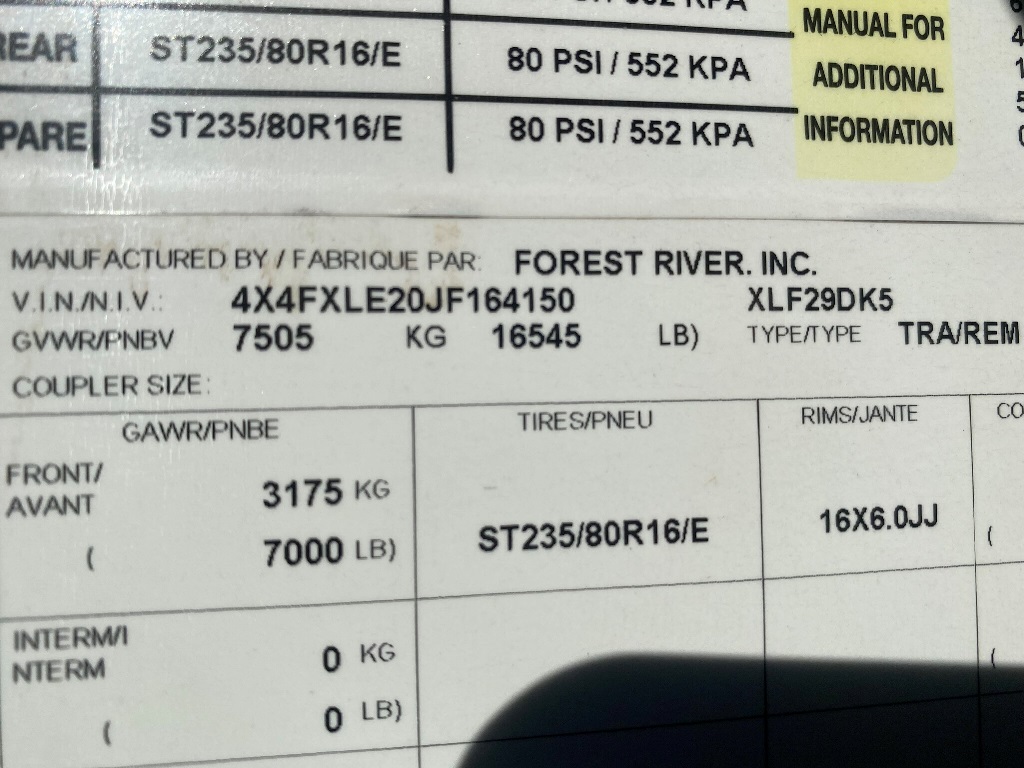 MANUAL FOR
REAR ST235/80R16/E 80 PSI / 552 KPA ADDITIONAL
PARE ST235/80R16/E 80 PSI / 552 KPA INFORMATION
MANUFACTURED BY / FABRIQUE PAR: FOREST RIVER. INC.
V.I.N./N.I.V.: 4X4FXLE20JF164150 XLF29DK5
GVWR/PNBV 7505 KG 16545 LB) TYPE/TYPE TRA/REM
COUPLER SIZE:
GAWR/PNBE TIRES/PNEU RIMS/JANTE CO
FRONT/
AVANT 3175 KG
( 7000 LB) ST235/80R16/E 16X6.0JJ (
INTERM/I
NTERM 0 KG (
( 0 LB)